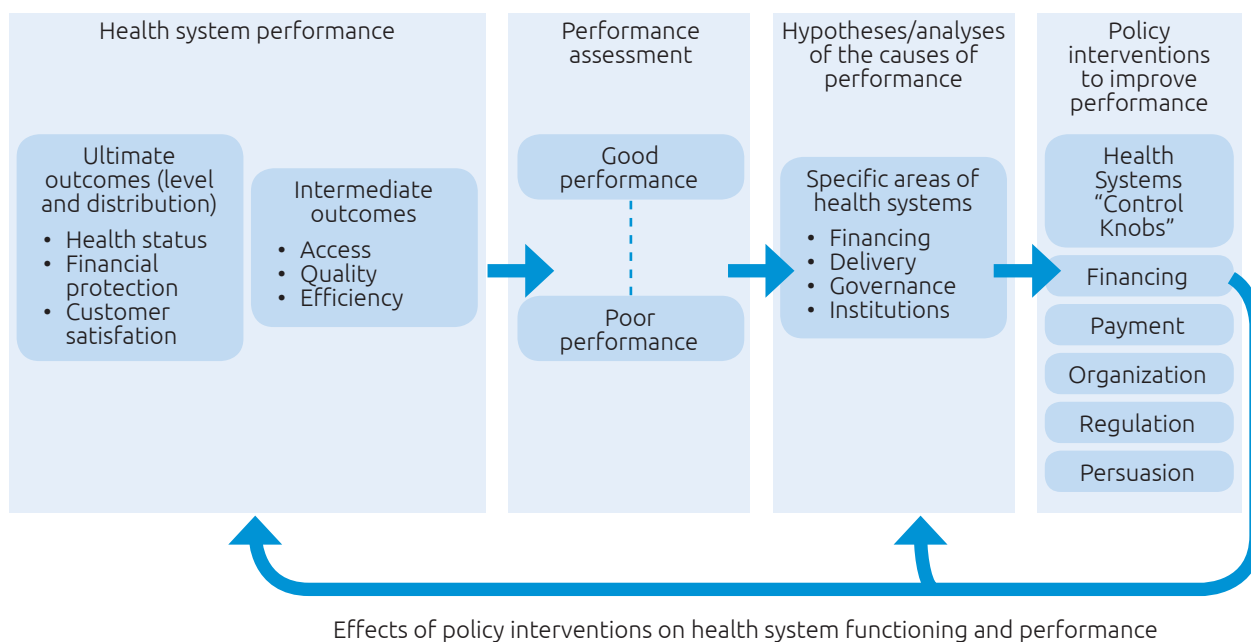 Health system performance
Ultimate
outcomes (level
and distribution)
• Health status
• Financial
protection
• Customer
satisfation
Intermediate
outcomes
• Access
• Quality
• Efficiency
Performance
assessment
Good
performance
Poor
performance
Hypotheses/analyses
of the causes of
performance
Specific areas of
health systems
• Financing
• Delivery
• Governance
• Institutions
Policy
interventions
to improve
performance
Health
Systems
“Control
Knobs”
Financing
Payment
Organization
Regulation
Persuasion
Effects of policy interventions on health system functioning and performance